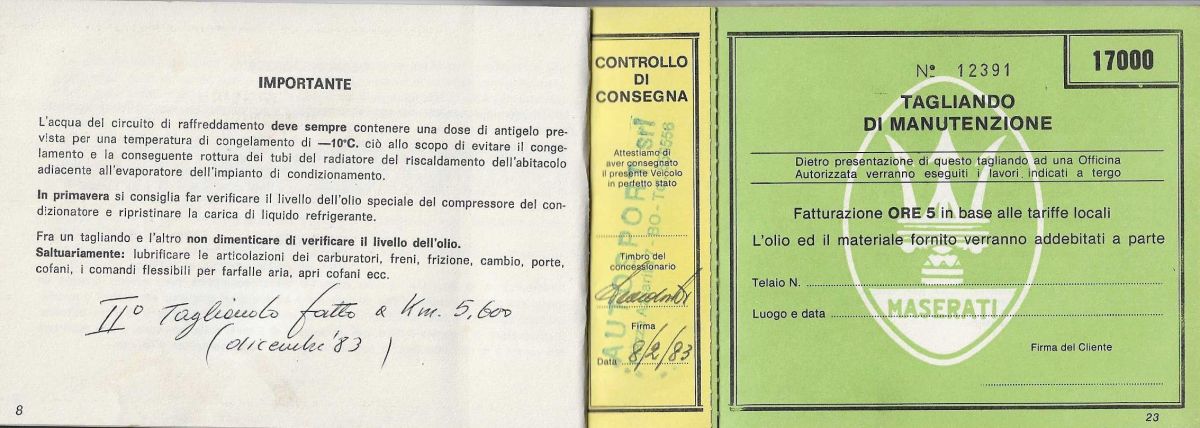 IMPORTANTE
L'acqua del circuito di raffreddamento deve sempre contenere una dose di antigelo pre-
vista per una temperatura di congelamento di —10°C. ciò allo scopo di evitare il conge-
lamento e la conseguente rottura dei tubi del radiatore del riscaldamento dell'abitacolo
adiacente all'evaporatore dell'impianto di condizionamento.
In primavera si consiglia far verificare il livello dell'olio speciale del compressore del con-
dizionatore e ripristinare la carica di liquido refrigerante.
Fra un tagliando e l'altro non dimenticare di verificare il livello dell'olio.
Saltuariamente: lubrificare le articolazioni dei carburatori, freni, frizione, cambio, porte,
cofani, i comandi flessibili per farfalle aria, apri cofani ecc.
IIº Tagliando fatto a Km. 5,600
(dicembre '83)
8
CONTROLLO
DI
CONSEGNA
Attestiamo di
aver consegnato
il presente Veicolo
in perfetto stato
AUTOPORT srl
Timbro del
concessionario
Firma
Data 8/2/83
17000
Nº 12391
TAGLIANDO
DI MANUTENZIONE
Dietro presentazione di questo tagliando ad una Officina
Autorizzata verranno eseguiti i lavori indicati a tergo
Fatturazione ORE 5 in base alle tariffe locali
L'olio ed il materiale fornito verranno addebitati a parte
Telaio N.
MASERATI
Luogo e data
Firma del Cliente
23